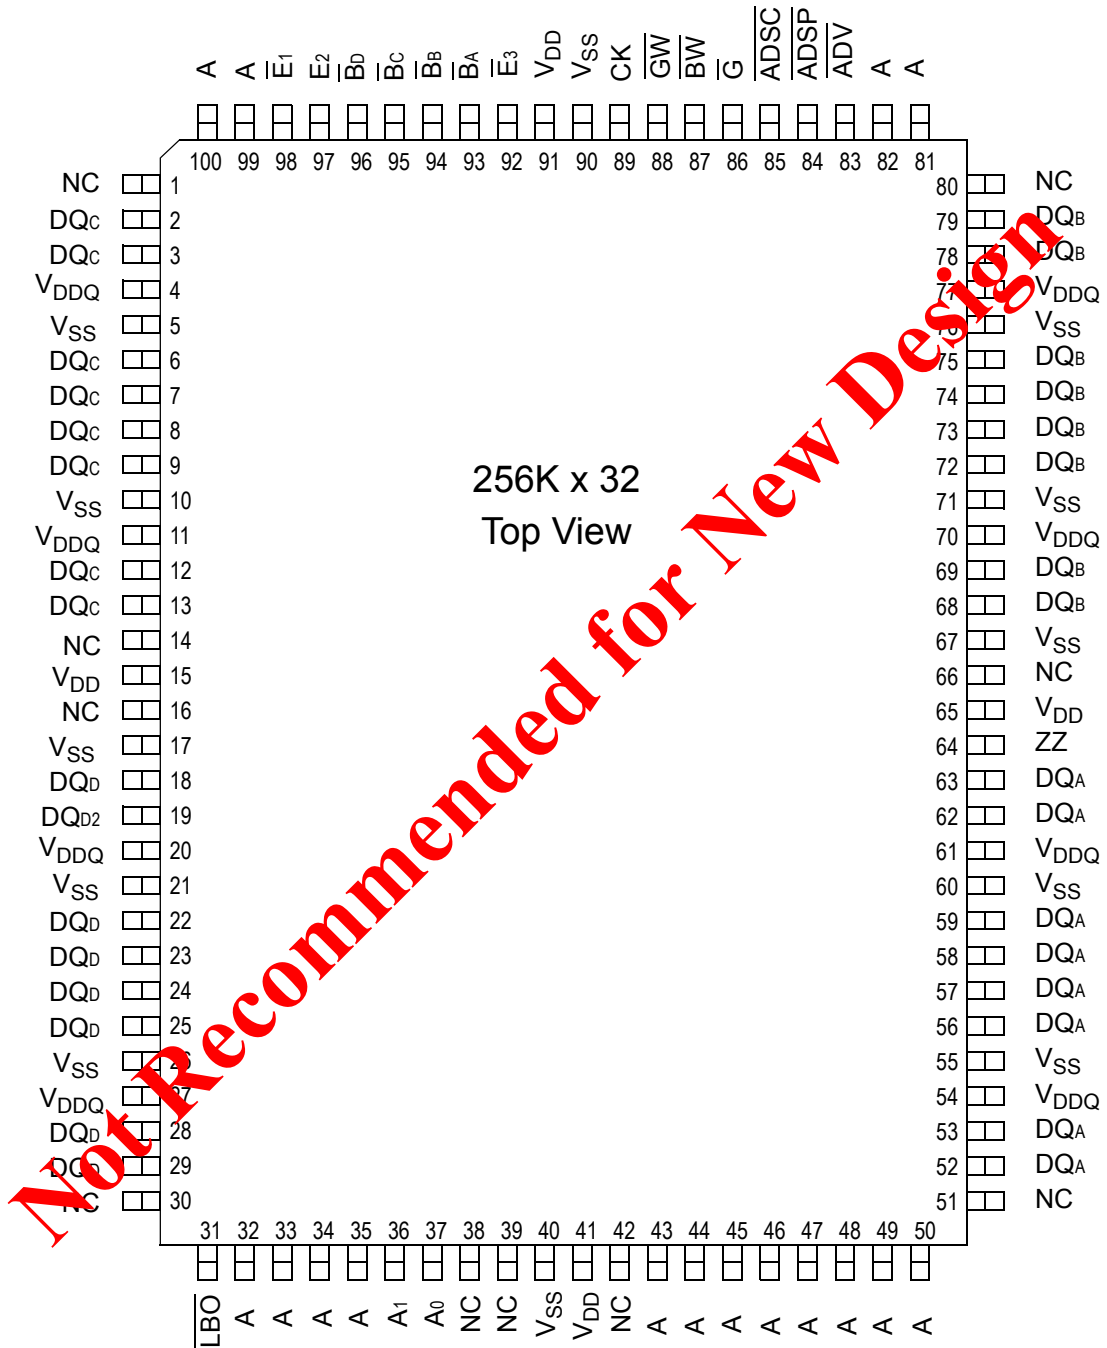 A A E1 E2 BD BC BB BA E3 VDD VSS CK GW BW G ADSC ADSP ADV A A
100 99 98 97 96 95 94 93 92 91 90 89 88 87 86 85 84 83 82 81
NC 1 80 NC
DQC 2 79 DQB
DQC 3 78 DQB
VDDQ 4 77 VDDQ
VSS 5 76 VSS
DQC 6 75 DQB
DQC 7 74 DQB
DQC 8 73 DQB
DQC 9 72 DQB
VSS 10 71 VSS
VDDQ 11 70 VDDQ
DQC 12 69 DQB
DQC 13 68 DQB
NC 14 67 VSS
VDD 15 66 NC
NC 16 65 VDD
VSS 17 64 ZZ
DQD 18 63 DQA
DQD2 19 62 DQA
VDDQ 20 61 VDDQ
VSS 21 60 VSS
DQD 22 59 DQA
DQD 23 58 DQA
DQD 24 57 DQA
DQD 25 56 DQA
VSS 26 55 VSS
VDDQ 27 54 VDDQ
DQD 28 53 DQA
DQD 29 52 DQA
NC 30 51 NC
256K x 32
Top View
Not Recommended for New Design
31 32 33 34 35 36 37 38 39 40 41 42 43 44 45 46 47 48 49 50
LBO A A A A A1 A0 NC NC VSS VDD NC A A A A A A A A